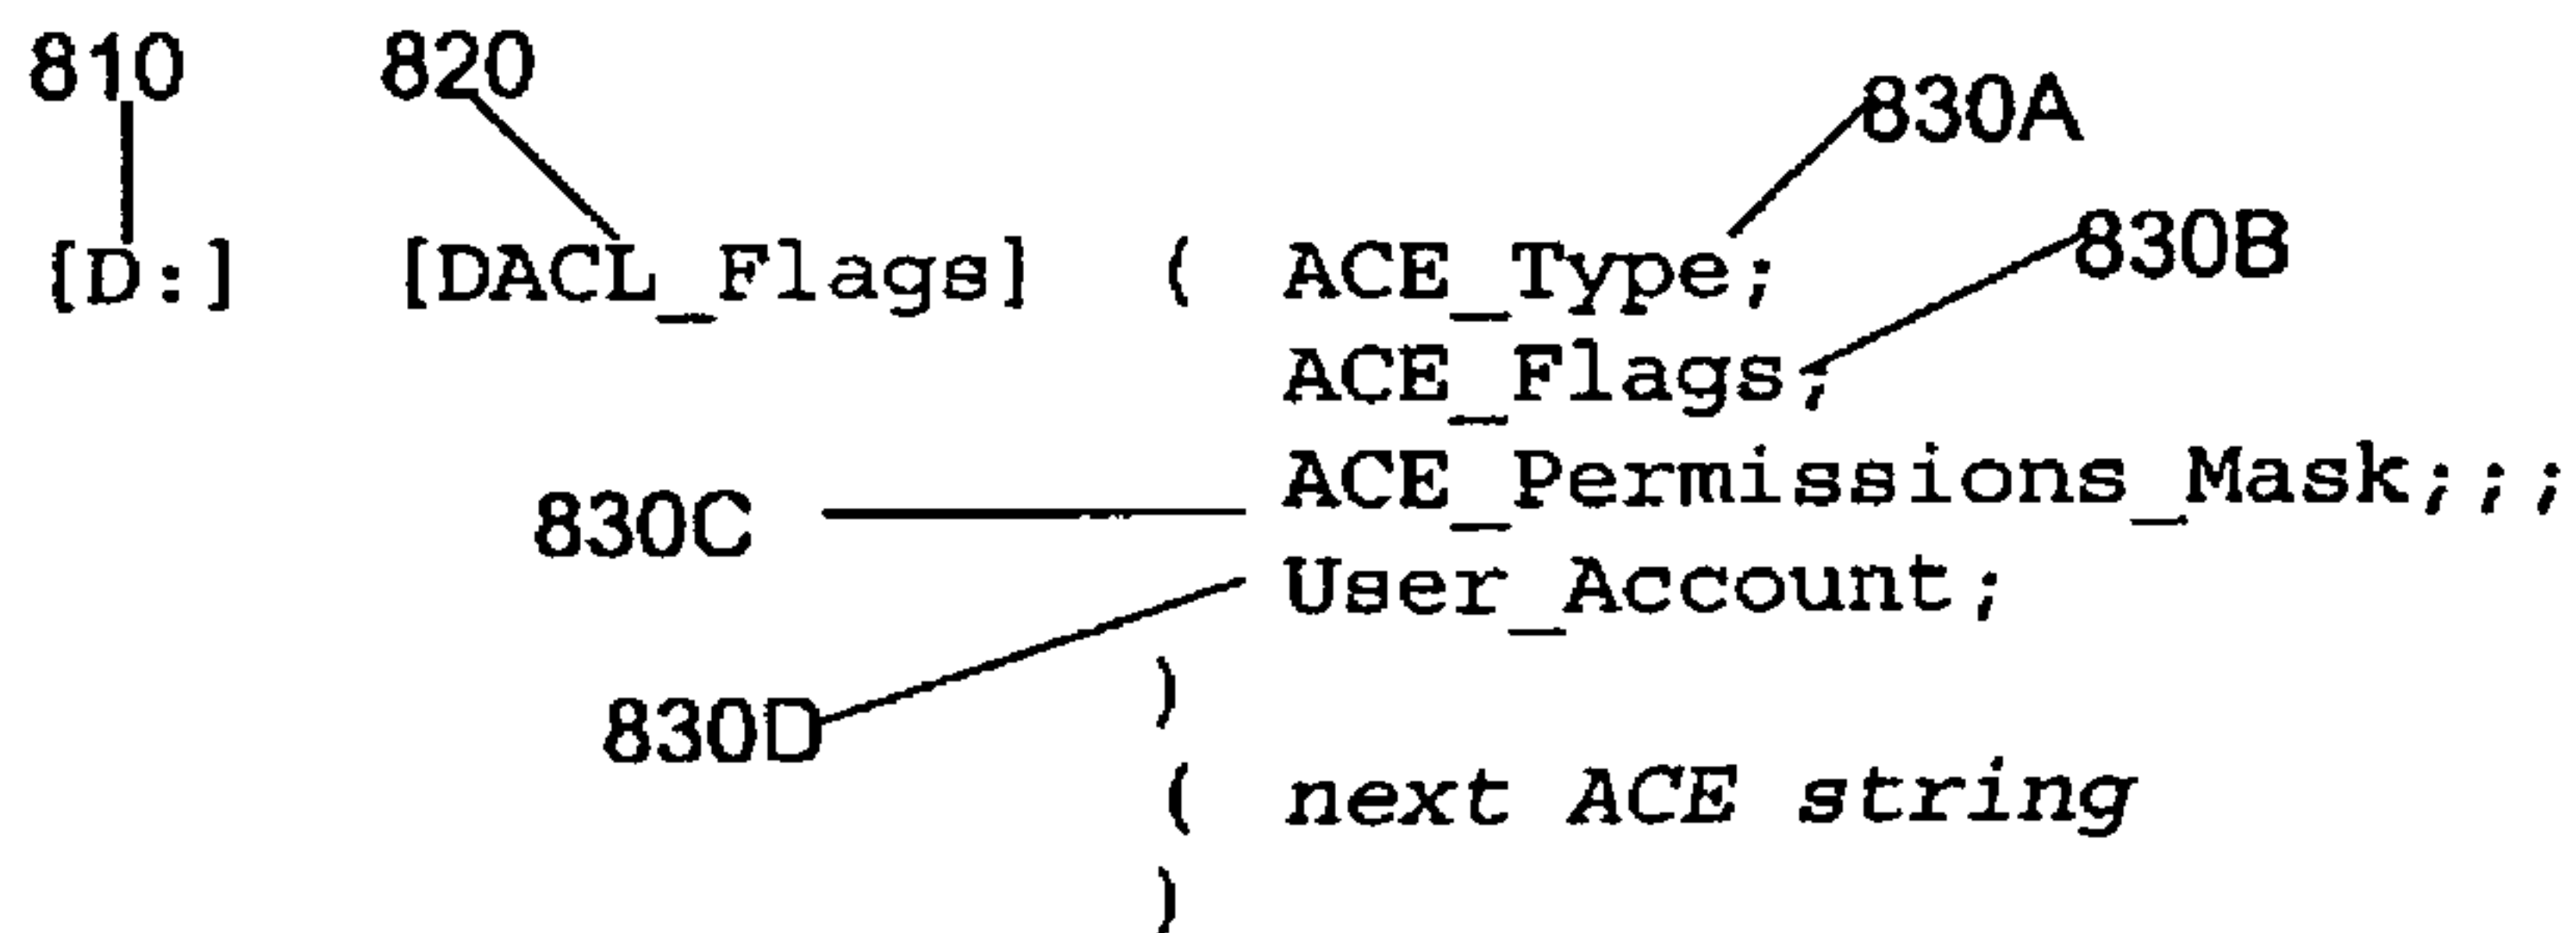 810 820 830A
830B
[D:] [DACL_Flags] ( ACE_Type;
ACE_Flags;
ACE_Permissions_Mask;;;
830C
User_Account;
)
830D
( next ACE string
)